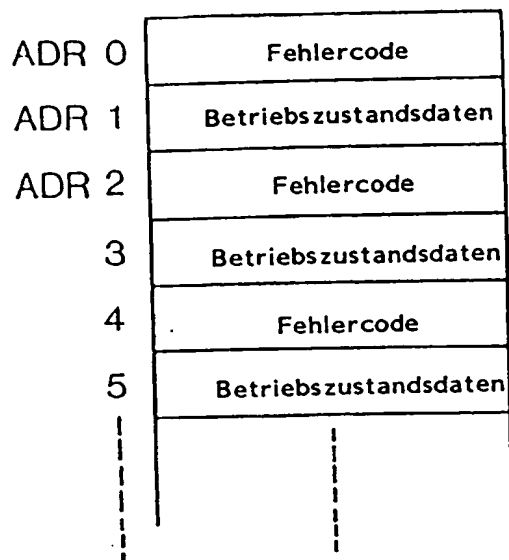 ADR 0 Fehlercode
ADR 1 Betriebszustandsdaten
ADR 2 Fehlercode
3 Betriebszustandsdaten
4 Fehlercode
5 Betriebszustandsdaten